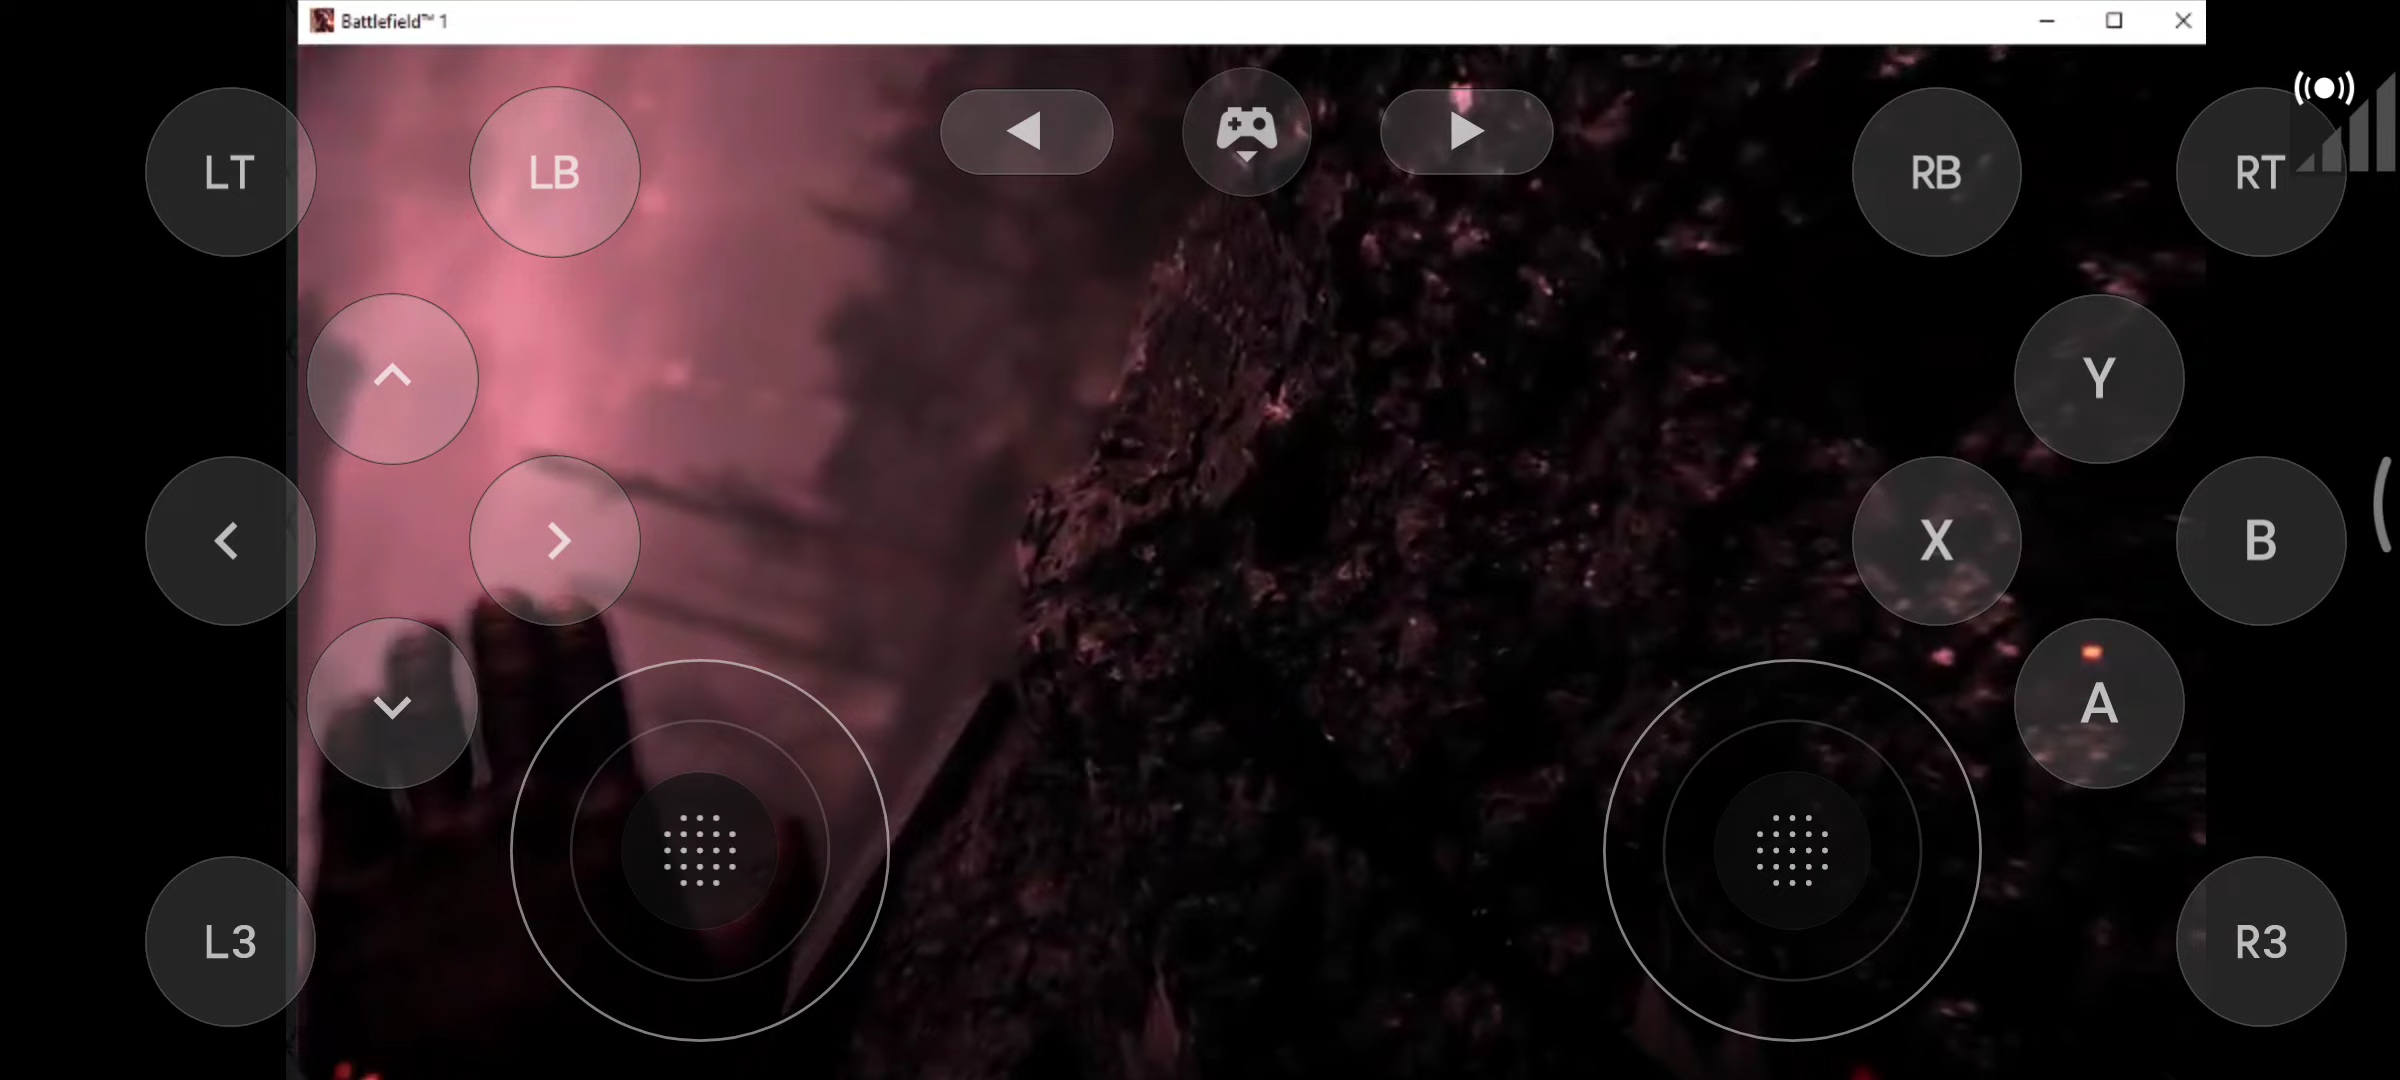 Battlefield™ 1
LT
LB
RB
RT
Y
X
B
A
L3
R3